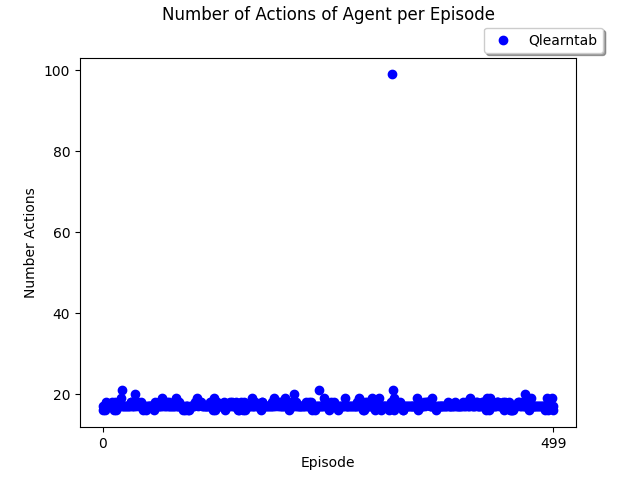 Number of Actions of Agent per Episode
Qlearntab
100
80
60
40
20
Number Actions
0
499
Episode